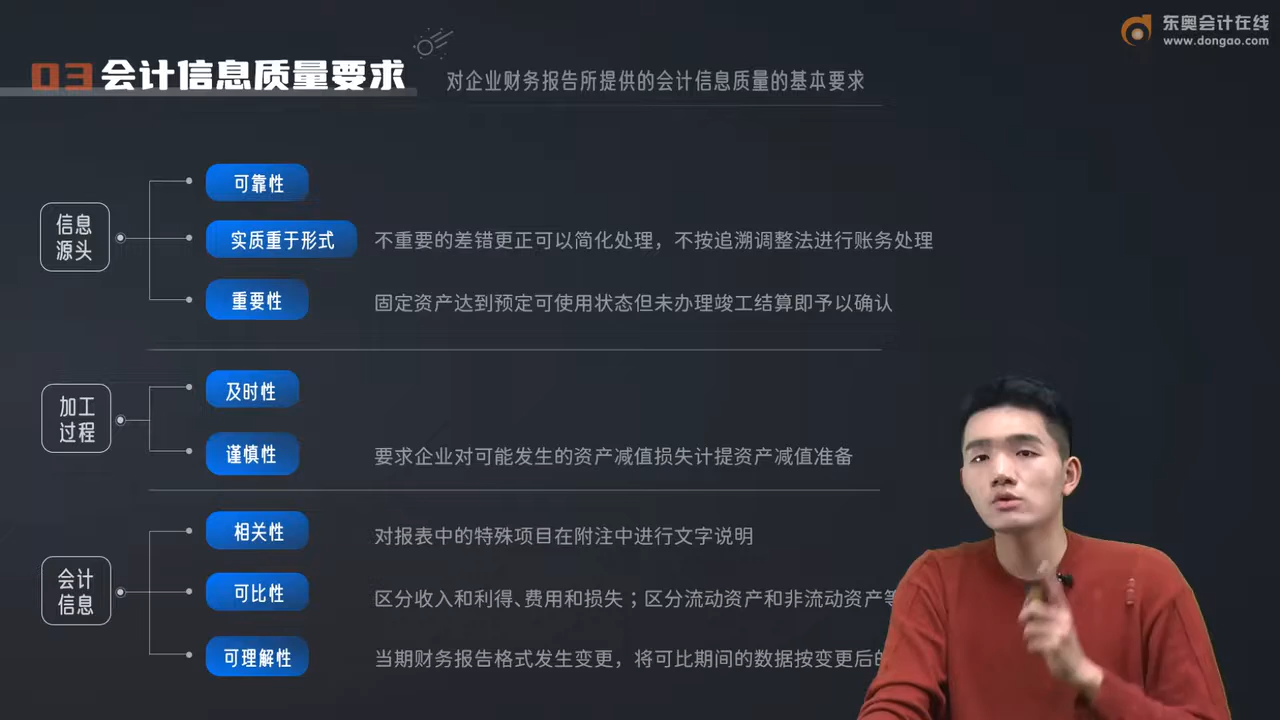 东奥会计在线
www.dongao.com
03 会计信息质量要求
对企业财务报告所提供的会计信息质量的基本要求
信息
源头
可靠性
实质重于形式
不重要的差错更正可以简化处理，不按追溯调整法进行账务处理
重要性
固定资产达到预定可使用状态但未办理竣工结算即予以确认
加工
过程
及时性
谨慎性
要求企业对可能发生的资产减值损失计提资产减值准备
会计
信息
相关性
对报表中的特殊项目在附注中进行文字说明
可比性
区分收入和利得、费用和损失；区分流动资产和非流动资产等
可理解性
当期财务报告格式发生变更，将可比期间的数据按变更后的